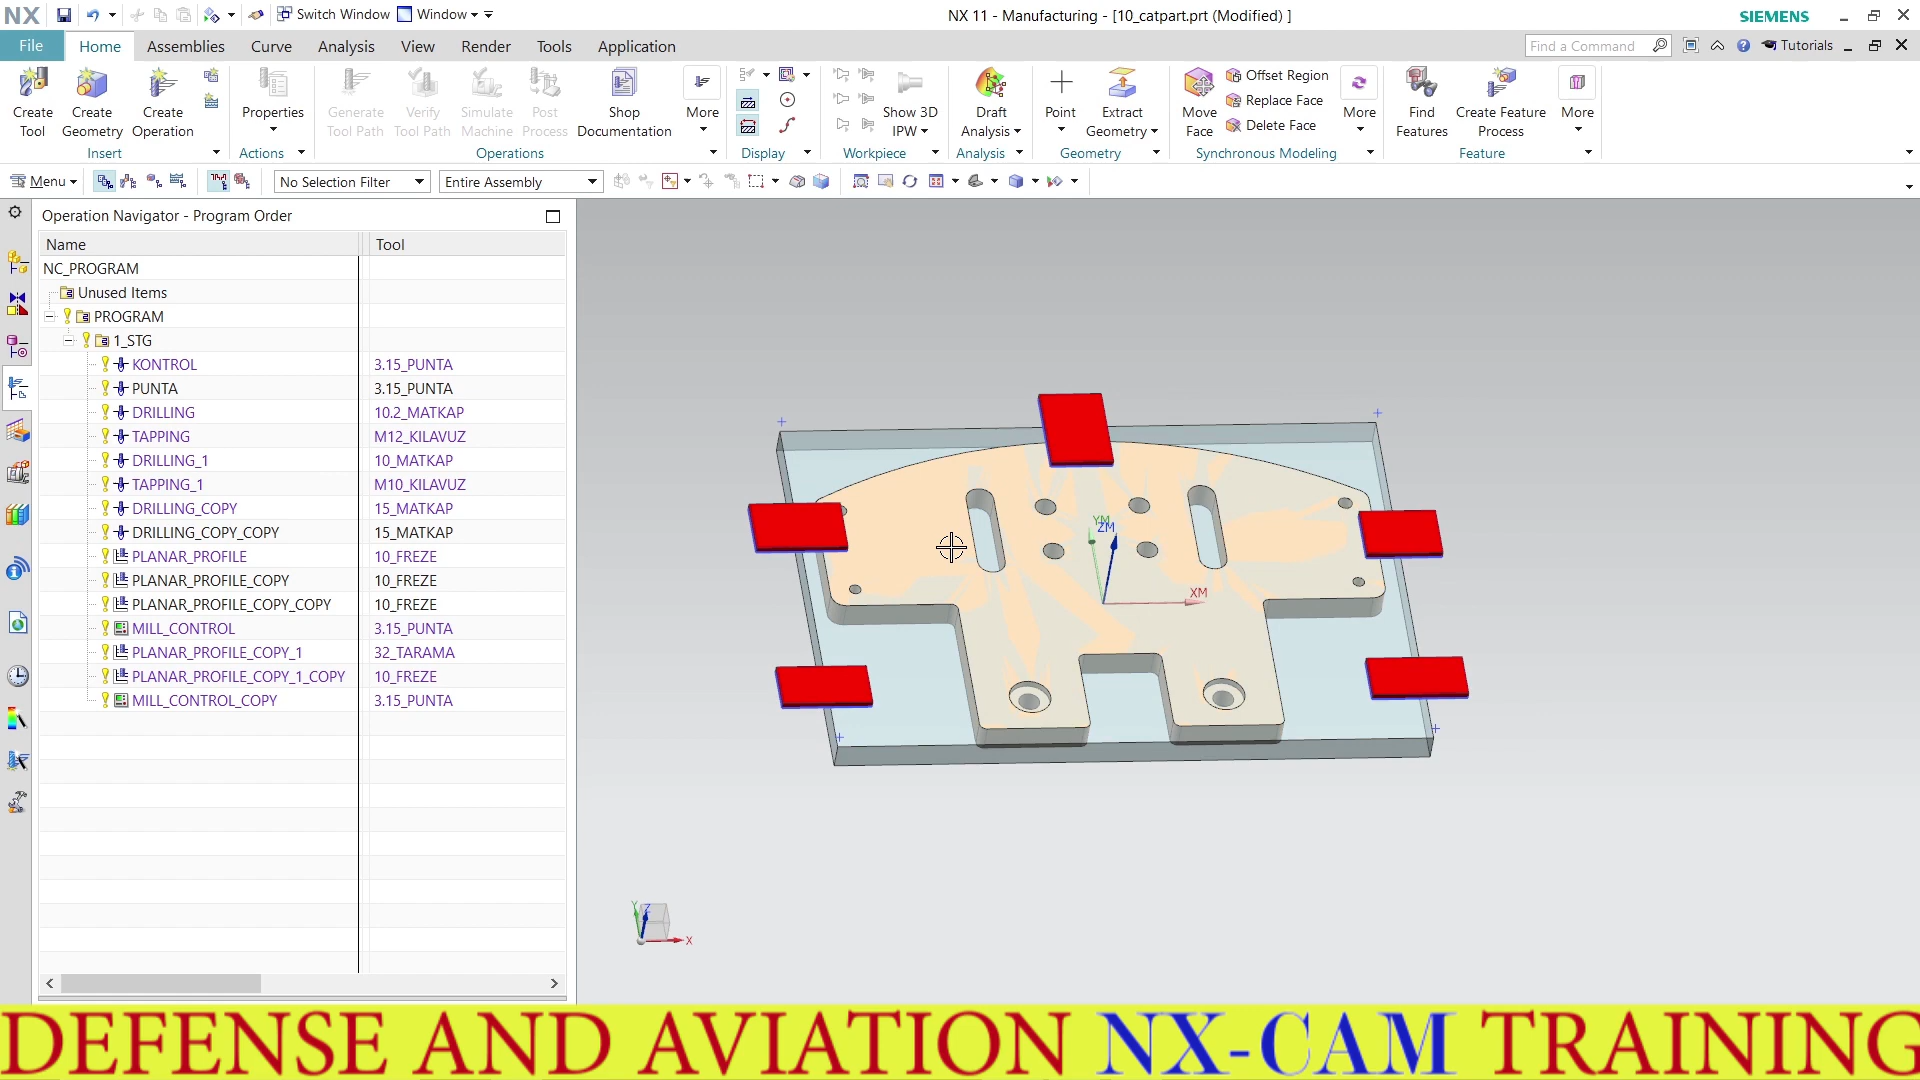 NX
Switch Window
Window
NX 11 - Manufacturing - [10_catpart.prt (Modified) ]
SIEMENS
File
Home
Assemblies
Curve
Analysis
View
Render
Tools
Application
Find a Command
Tutorials
Create Tool
Create Geometry
Create Operation
Properties
Generate Tool Path
Verify Tool Path
Simulate Machine
Post Process
Shop Documentation
More
Show 3D IPW
Draft Analysis
Point
Extract Geometry
Move Face
Offset Region
Replace Face
Delete Face
More
Find Features
Create Feature Process
More
Insert
Actions
Operations
Display
Workpiece
Analysis
Geometry
Synchronous Modeling
Feature
Menu
No Selection Filter
Entire Assembly
Operation Navigator - Program Order
Name Tool
NC_PROGRAM
Unused Items
PROGRAM
1_STG
KONTROL 3.15_PUNTA
PUNTA 3.15_PUNTA
DRILLING 10.2_MATKAP
TAPPING M12_KILAVUZ
DRILLING_1 10_MATKAP
TAPPING_1 M10_KILAVUZ
DRILLING_COPY 15_MATKAP
DRILLING_COPY_COPY 15_MATKAP
PLANAR_PROFILE 10_FREZE
PLANAR_PROFILE_COPY 10_FREZE
PLANAR_PROFILE_COPY_COPY 10_FREZE
MILL_CONTROL 3.15_PUNTA
PLANAR_PROFILE_COPY_1 32_TARAMA
PLANAR_PROFILE_COPY_1_COPY 10_FREZE
MILL_CONTROL_COPY 3.15_PUNTA
YM
ZM
XM
Y
Z
X
DEFENSE AND AVIATION NX-CAM TRAINING